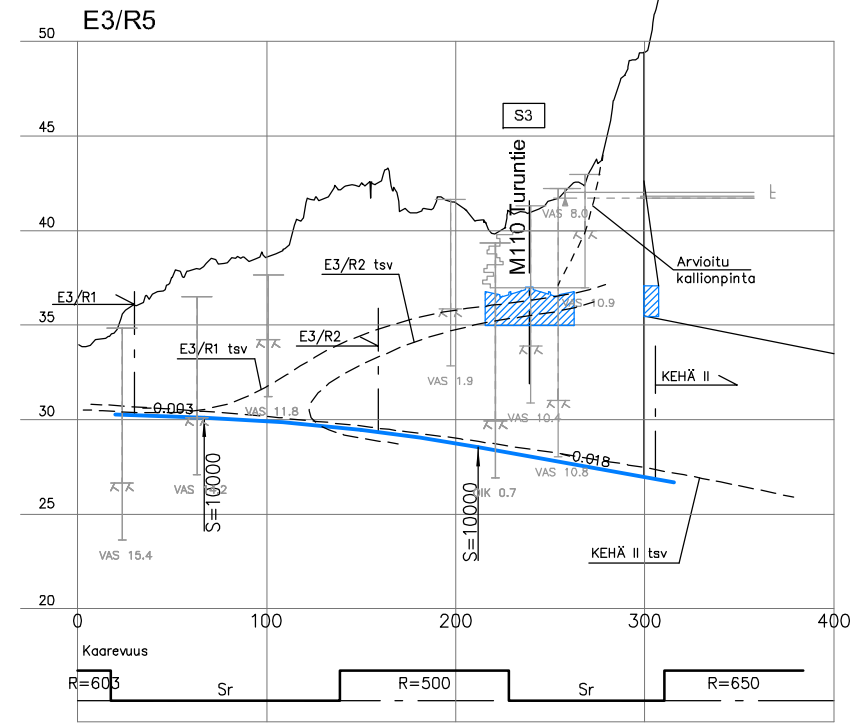 E3/R5
50
45
S3
M110 Turuntie
VAS 8.0
40
Arvioitu
kallionpinta
E3/R2 tsv
E3/R1
VAS 10.9
35
E3/R2
E3/R1 tsv
VAS 1.9
KEHÄ II
0.003
VAS 11.8
VAS 10.4
30
0.018
VAS 10.8
S=10000
S=10000
25
VAS 15.4
KEHÄ II tsv
20
0
100
200
300
400
Kaarevuus
R=603
Sr
R=500
Sr
R=650